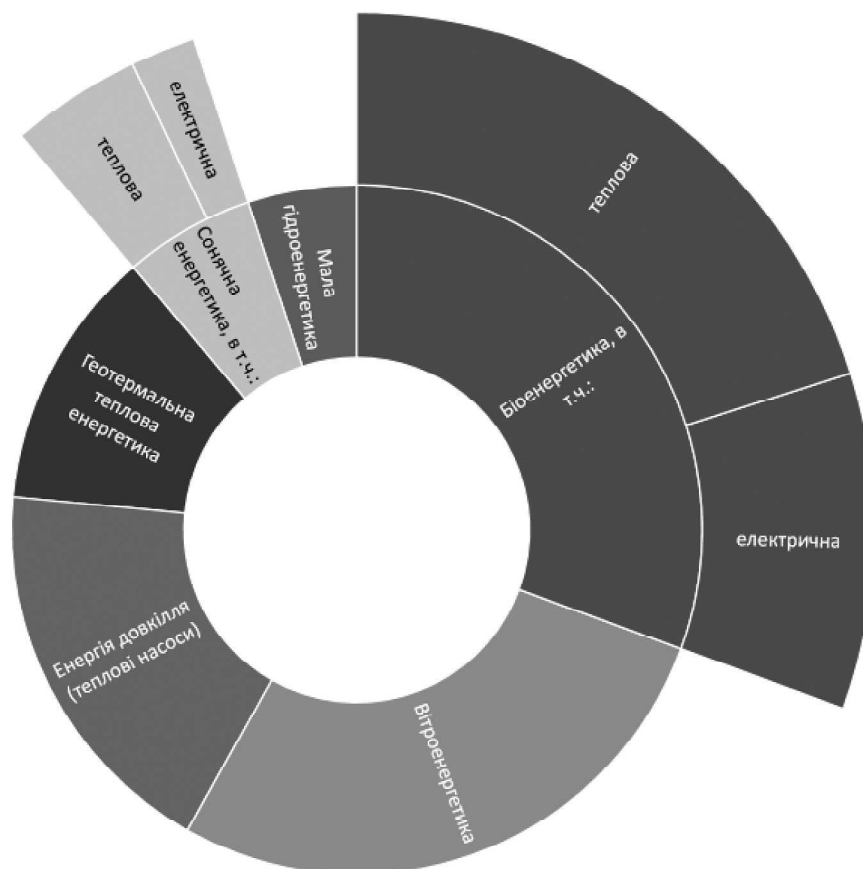 електрична
теплова
теплова
Сонячна
енергетика, в т.ч.:
Мала
гідроенергетика
Біоенергетика, в
т.ч.:
електрична
Геотермальна
теплова
енергетика
Енергія довкілля
(теплові насоси)
Вітроенергетика